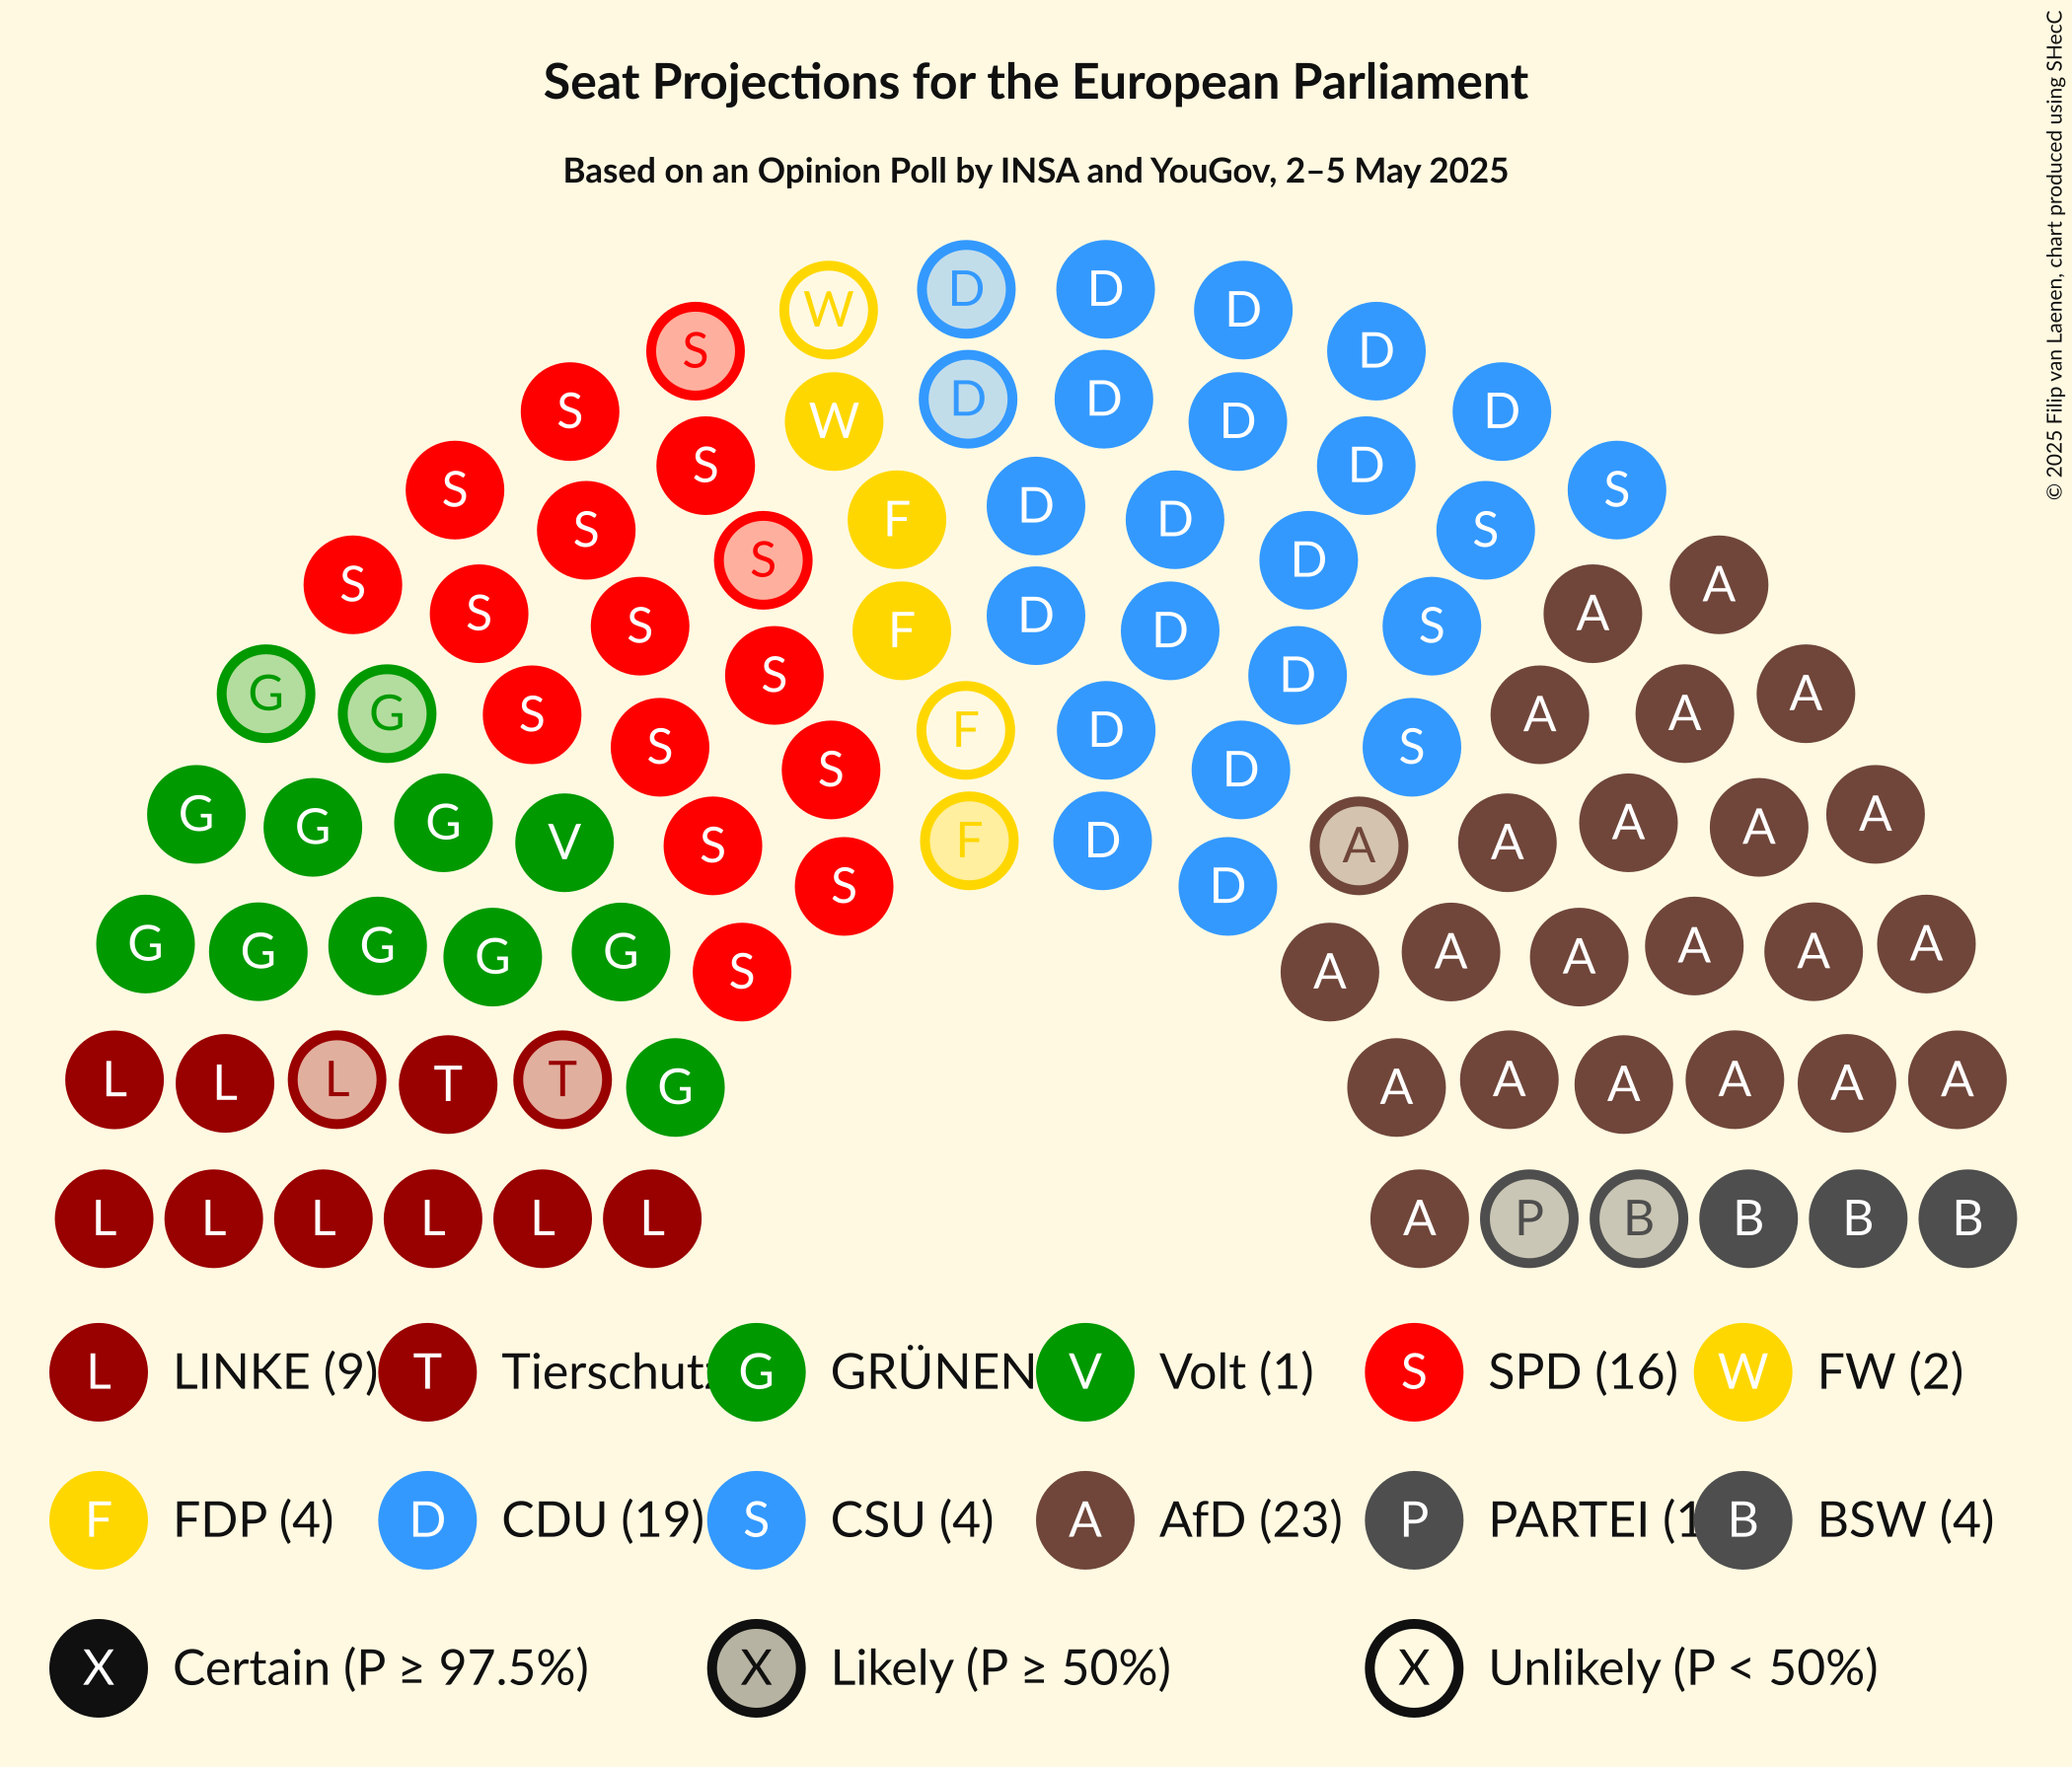 Seat Projections for the European Parliament
Based on an Opinion Poll by INSA and YouGov, 2–5 May 2025
© 2025 Filip van Laenen, chart produced using SHecC
W D D D
S D
S W D D D D
S S D S
S F D D S
S S A
S S F D D D A
S S D S
G G S S F D D S A A A
S S A
G G G V S F D A A A A A
S D
G G G G G S A A A A A A
L L L T T G A A A A A A
L L L L L L A P B B B B
L LINKE (9) T Tierschutz G GRÜNEN V Volt (1) S SPD (16) W FW (2)
F FDP (4) D CDU (19) S CSU (4) A AfD (23) P PARTEI (1 B BSW (4)
X Certain (P ≥ 97.5%) X Likely (P ≥ 50%) X Unlikely (P < 50%)